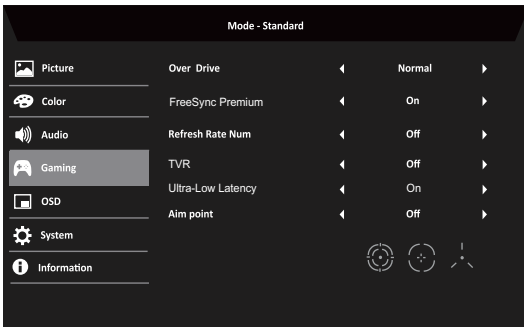 Mode - Standard
Picture
Over Drive Normal
Color
FreeSync Premium On
Audio
Refresh Rate Num Off
Gaming
TVR Off
Ultra-Low Latency On
OSD
Aim point Off
System
Information